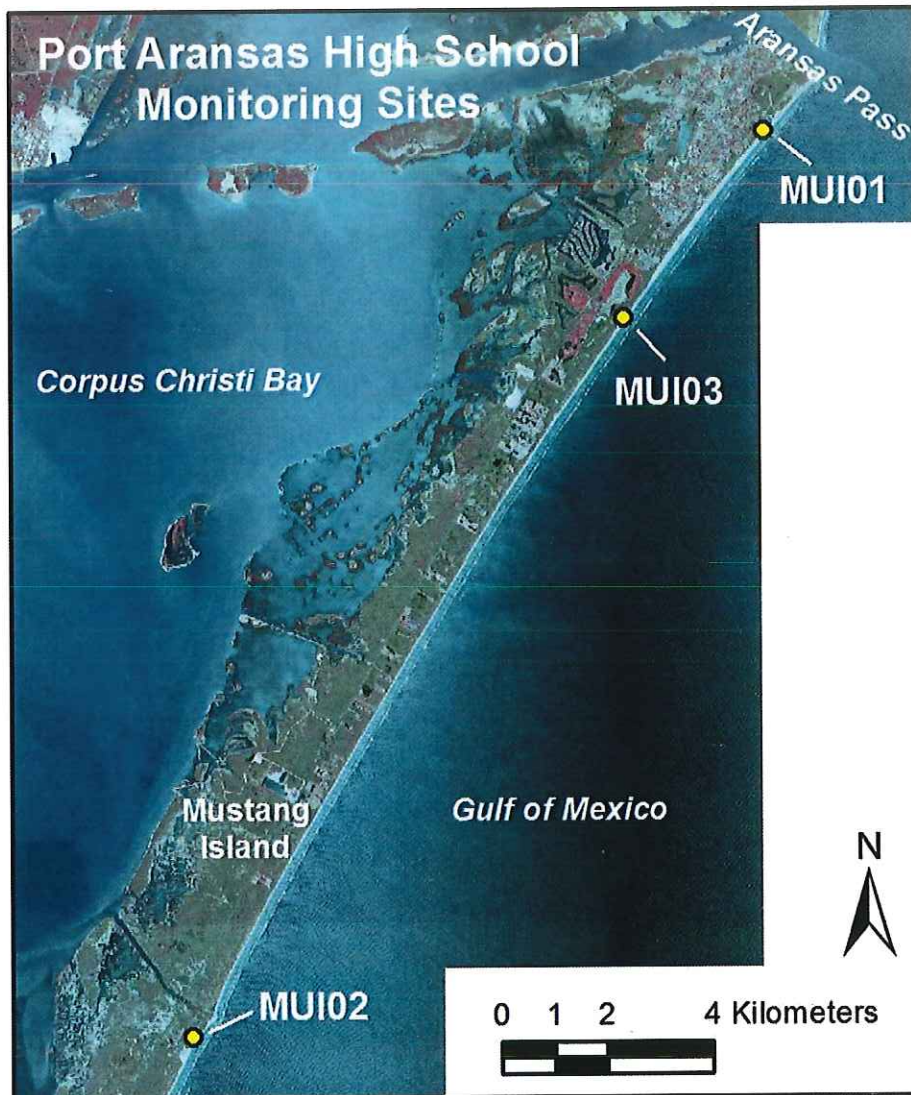 Port Aransas High School
Monitoring Sites
Aransas Pass
MUI01
MUI03
Corpus Christi Bay
Mustang
Island
Gulf of Mexico
N
MUI02
0 1 2 4 Kilometers